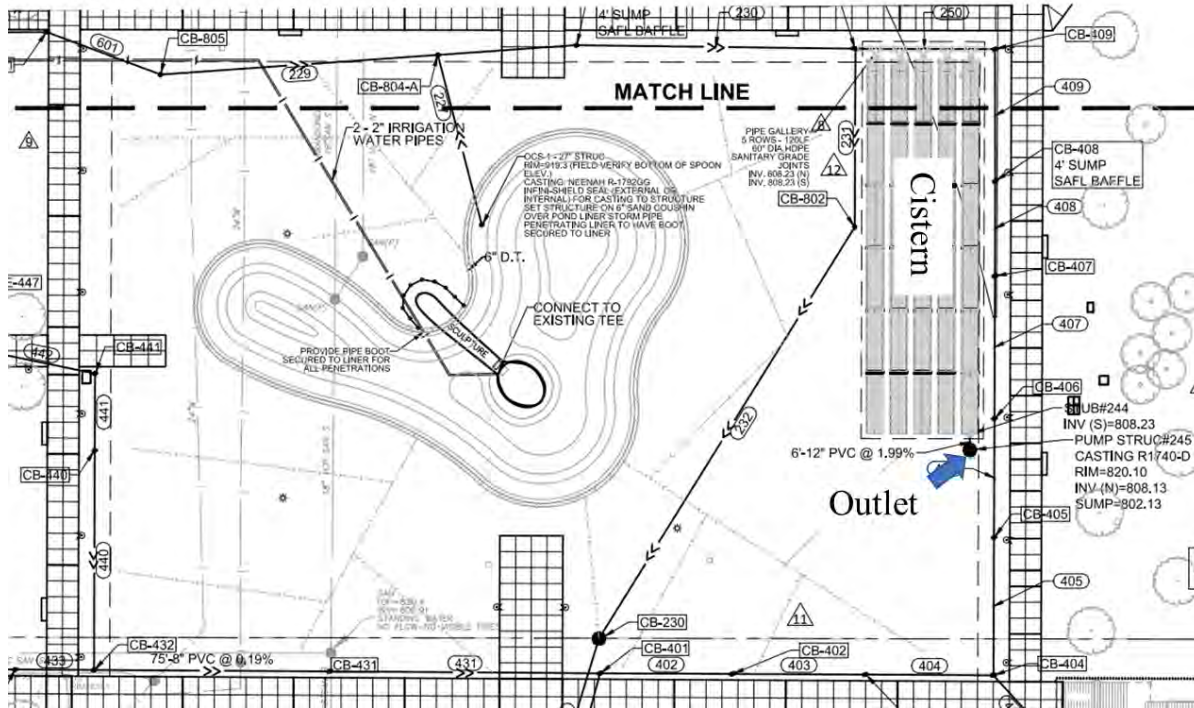 4' SUMP
SAFL BAFFLE
230
250
601
CB-805
CB-409
229
CB-804-A
MATCH LINE
409
2 - 2" IRRIGATION
WATER PIPES
9
8
PIPE GALLERY
5 ROWS - 120LF
60" DIA HDPE
SANITARY GRADE
JOINTS
INV. 808.23 (N)
INV. 808.23 (S)
231
12
CB-408
4' SUMP
SAFL BAFFLE
OCS-1 - 27" STRUC
RIM=819.3 (FIELD VERIFY BOTTOM OF SPOON
ELEV.)
CASTING: NEENAH R-1792GG
INFINI-SHIELD SEAL (EXTERNAL OR
INTERNAL) FOR CASTING TO STRUCTURE
SET STRUCTURE ON 6" SAND COUSHIN
OVER POND LINER STORM PIPE
PENETRATING LINER TO HAVE BOOT
SECURED TO LINER
CB-802
408
Cistern
6" D.T.
CB-407
-447
CONNECT TO
EXISTING TEE
SCULPTURE
407
PROVIDE PIPE BOOT
SECURED TO LINER FOR
ALL PENETRATIONS
442
CB-441
CB-406
441
STUB#244
INV (S)=808.23
232
PUMP STRUC#245
CASTING R1740-D
RIM=820.10
INV (N)=808.13
SUMP=802.13
6'-12" PVC @ 1.99%
CB-440
Outlet
CB-405
440
405
STANDING WATER
11
CB-230
CB-432
CB-401
CB-402
433
75'-8" PVC @ 0.19%
CB-431
431
402
403
404
CB-404